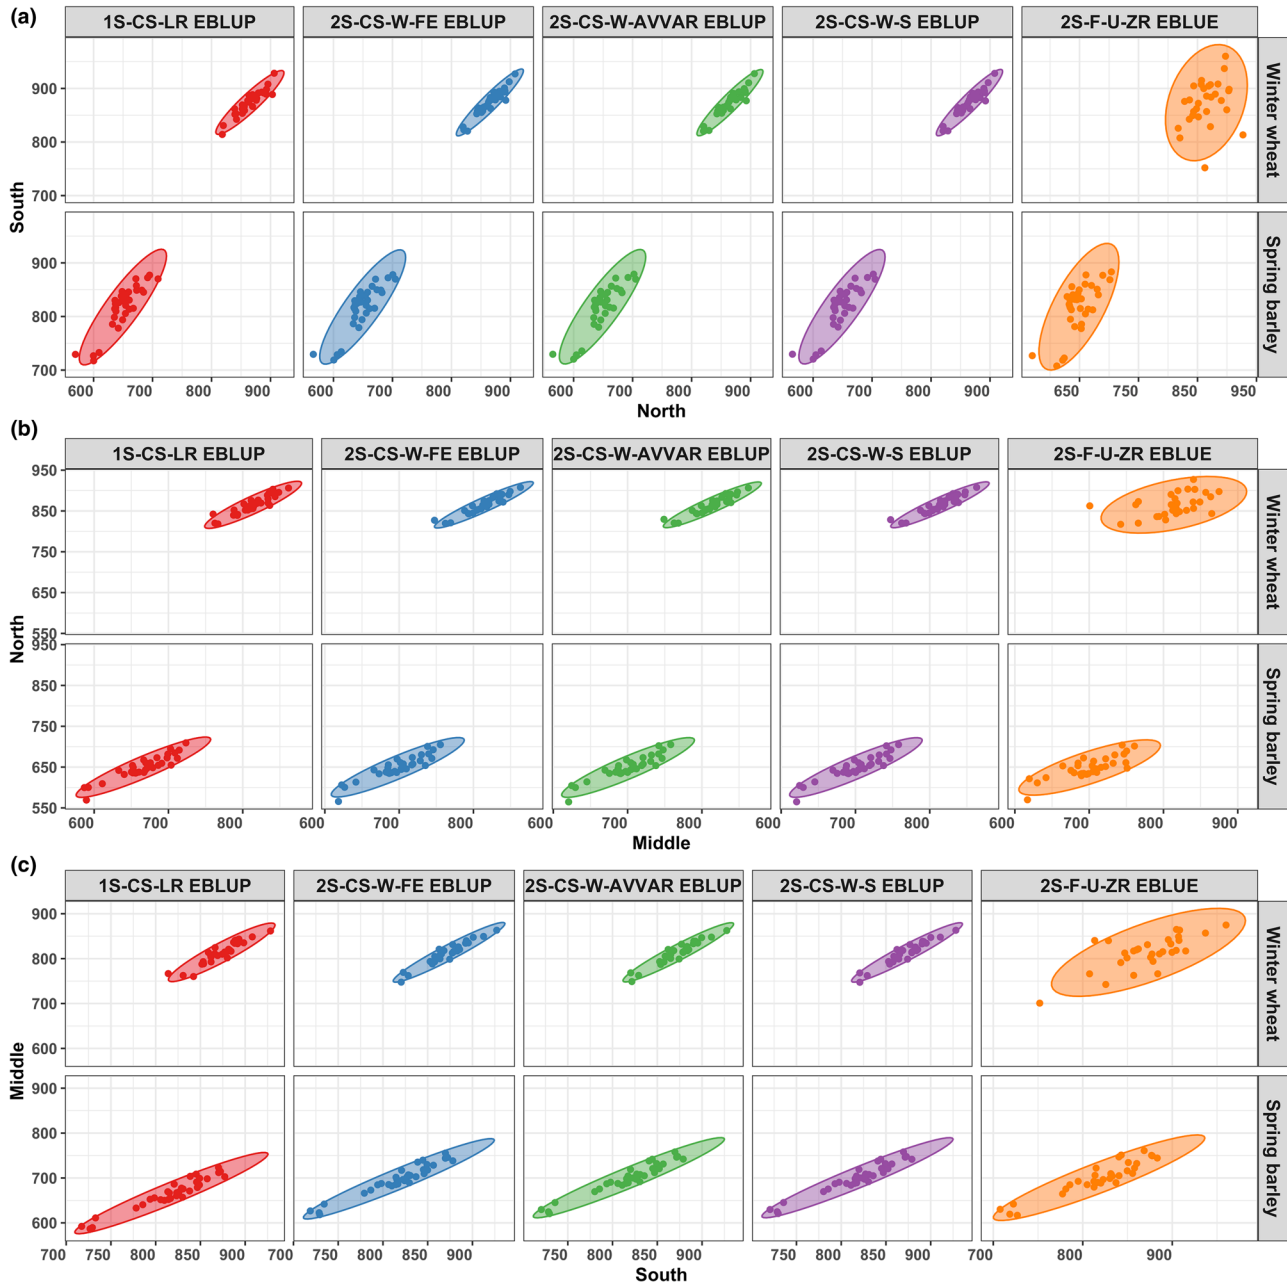 (a)
1S-CS-LR EBLUP 2S-CS-W-FE EBLUP 2S-CS-W-AVVAR EBLUP 2S-CS-W-S EBLUP 2S-F-U-ZR EBLUE
900
800
700
Winter wheat
South
900
800
700
Spring barley
600 700 800 900 600 700 800 900 600 700 800 900 600 700 800 900 650 750 850 950
North
(b)
1S-CS-LR EBLUP 2S-CS-W-FE EBLUP 2S-CS-W-AVVAR EBLUP 2S-CS-W-S EBLUP 2S-F-U-ZR EBLUE
950
850
750
650
550
Winter wheat
North
950
850
750
650
550
Spring barley
600 700 800 600 700 800 600 700 800 600 700 800 600 700 800 900
Middle
(c)
1S-CS-LR EBLUP 2S-CS-W-FE EBLUP 2S-CS-W-AVVAR EBLUP 2S-CS-W-S EBLUP 2S-F-U-ZR EBLUE
900
800
700
600
Winter wheat
Middle
900
800
700
600
Spring barley
700 750 800 850 900 700 750 800 850 900 750 800 850 900 750 800 850 900 700 800 900
South